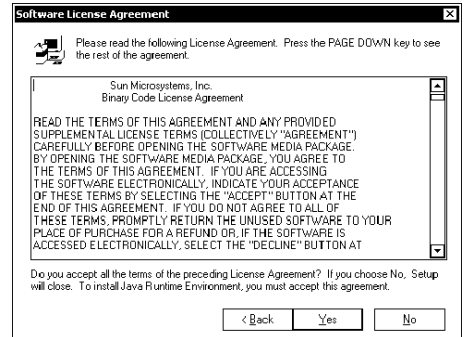 Software License Agreement
Please read the following License Agreement. Press the PAGE DOWN key to see
the rest of the agreement.
Sun Microsystems, Inc.
Binary Code License Agreement
READ THE TERMS OF THIS AGREEMENT AND ANY PROVIDED
SUPPLEMENTAL LICENSE TERMS (COLLECTIVELY "AGREEMENT")
CAREFULLY BEFORE OPENING THE SOFTWARE MEDIA PACKAGE.
BY OPENING THE SOFTWARE MEDIA PACKAGE, YOU AGREE TO
THE TERMS OF THIS AGREEMENT. IF YOU ARE ACCESSING
THE SOFTWARE ELECTRONICALLY, INDICATE YOUR ACCEPTANCE
OF THESE TERMS BY SELECTING THE "ACCEPT" BUTTON AT THE
END OF THIS AGREEMENT. IF YOU DO NOT AGREE TO ALL OF
THESE TERMS, PROMPTLY RETURN THE UNUSED SOFTWARE TO YOUR
PLACE OF PURCHASE FOR A REFUND OR, IF THE SOFTWARE IS
ACCESSED ELECTRONICALLY, SELECT THE "DECLINE" BUTTON AT
Do you accept all the terms of the preceding License Agreement? If you choose No, Setup
will close. To install Java Runtime Environment, you must accept this agreement.
< Back Yes No